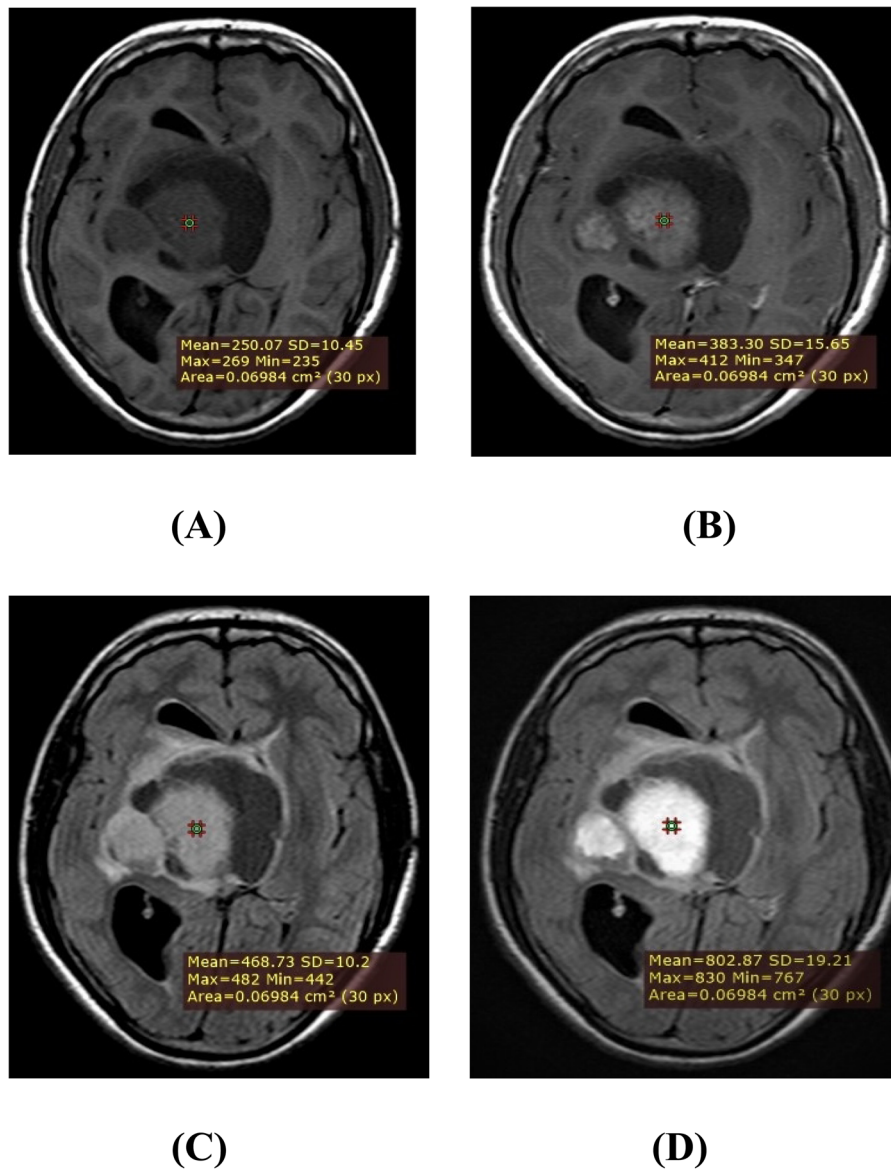 Mean=250.07 SD=10.45
Max=269 Min=235
Area=0.06984 cm² (30 px)
Mean=383.30 SD=15.65
Max=412 Min=347
Area=0.06984 cm² (30 px)
(A)
(B)
Mean=468.73 SD=10.2
Max=482 Min=442
Area=0.06984 cm² (30 px)
Mean=802.87 SD=19.21
Max=830 Min=767
Area=0.06984 cm² (30 px)
(C)
(D)